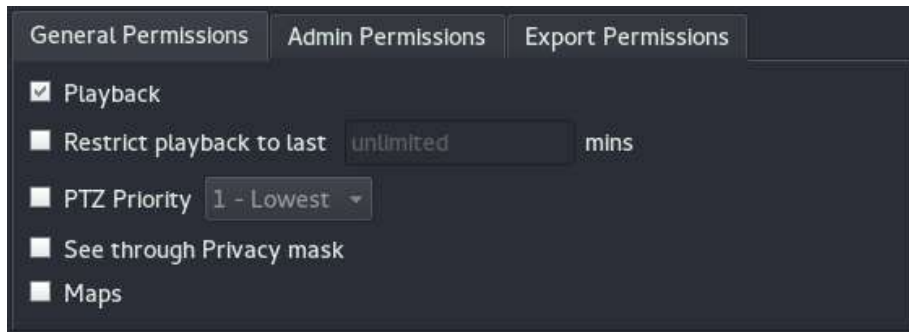 General Permissions Admin Permissions Export Permissions
Playback
Restrict playback to last unlimited mins
PTZ Priority 1 - Lowest
See through Privacy mask
Maps